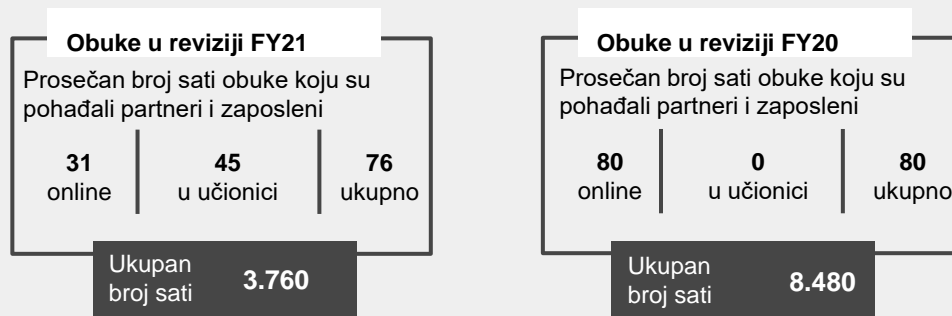 Obuke u reviziji FY21
Prosečan broj sati obuke koju su
pohađali partneri i zaposleni
31
online
45
u učionici
76
ukupno
Ukupan
broj sati
3.760
Obuke u reviziji FY20
Prosečan broj sati obuke koju su
pohađali partneri i zaposleni
80
online
0
u učionici
80
ukupno
Ukupan
broj sati
8.480